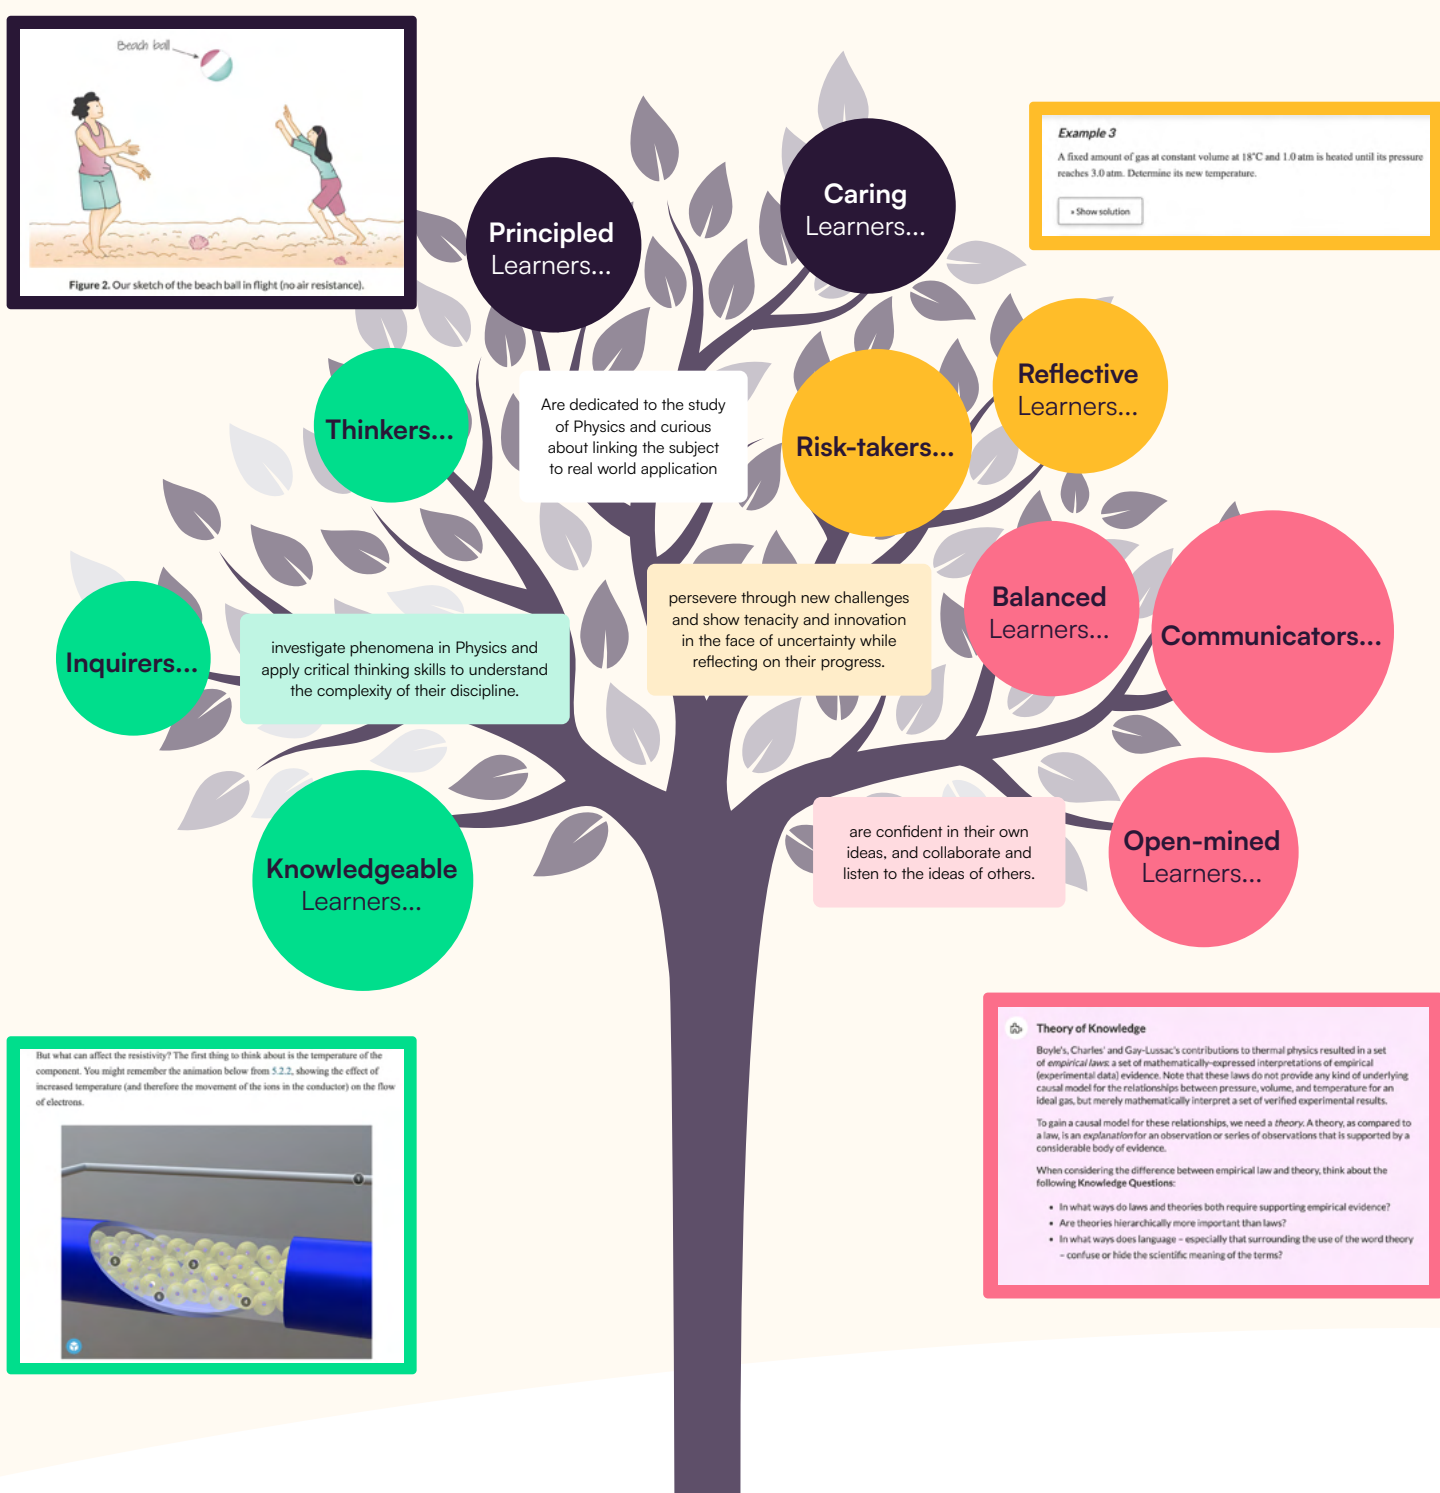 Beach ball
Figure 2. Our sketch of the beach ball in flight (no air resistance).
Principled
Learners...
Caring
Learners...
Example 3
A fixed amount of gas at constant volume at 18°C and 1.0 atm is heated until its pressure
reaches 3.0 atm. Determine its new temperature.
» Show solution
Thinkers...
Are dedicated to the study
of Physics and curious
about linking the subject
to real world application
Risk-takers...
Reflective
Learners...
Inquirers...
investigate phenomena in Physics and
apply critical thinking skills to understand
the complexity of their discipline.
persevere through new challenges
and show tenacity and innovation
in the face of uncertainty while
reflecting on their progress.
Balanced
Learners...
Communicators...
Knowledgeable
Learners...
are confident in their own
ideas, and collaborate and
listen to the ideas of others.
Open-mined
Learners...
But what can affect the resistivity? The first thing to think about is the temperature of the
component. You might remember the animation below from 5.2.2, showing the effect of
increased temperature (and therefore the movement of the ions in the conductor) on the flow
of electrons.
Theory of Knowledge
Boyle's, Charles' and Gay-Lussac's contributions to thermal physics resulted in a set
of empirical laws: a set of mathematically-expressed interpretations of empirical
(experimental data) evidence. Note that these laws do not provide any kind of underlying
causal model for the relationships between pressure, volume, and temperature for an
ideal gas, but merely mathematically interpret a set of verified experimental results.
To gain a causal model for these relationships, we need a theory. A theory, as compared to
a law, is an explanation for an observation or series of observations that is supported by a
considerable body of evidence.
When considering the difference between empirical law and theory, think about the
following Knowledge Questions:
• In what ways do laws and theories both require supporting empirical evidence?
• Are theories hierarchically more important than laws?
• In what ways does language – especially that surrounding the use of the word theory
– confuse or hide the scientific meaning of the terms?